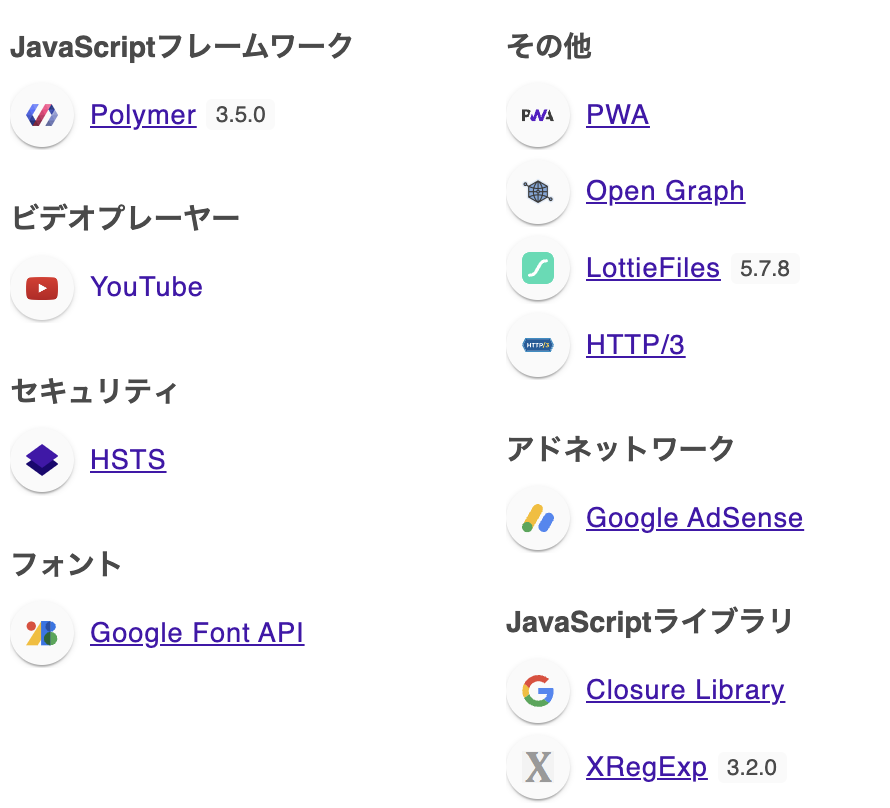 JavaScriptフレームワーク
Polymer 3.5.0
ビデオプレーヤー
YouTube
セキュリティ
HSTS
フォント
Google Font API
その他
PWA PWA
Open Graph
LottieFiles 5.7.8
HTTP/3 HTTP/3
アドネットワーク
Google AdSense
JavaScriptライブラリ
G Closure Library
X XRegExp 3.2.0